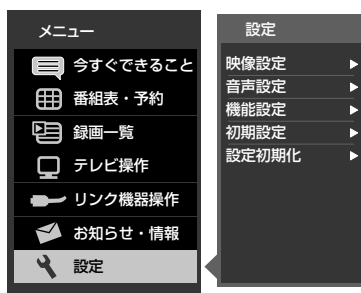 メニュー
今すぐできること
番組表・予約
録画一覧
テレビ操作
リンク機器操作
お知らせ・情報
設定
設定
映像設定
音声設定
機能設定
初期設定
設定初期化